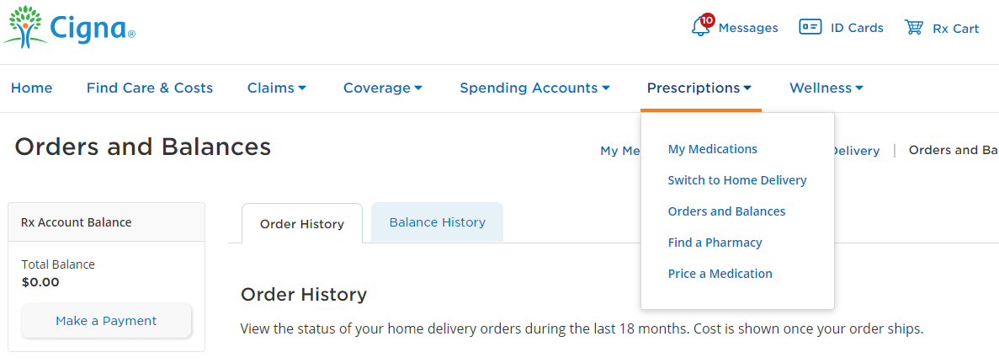 Cigna®
10
Messages
ID Cards
Rx Cart
Home
Find Care & Costs
Claims
Coverage
Spending Accounts
Prescriptions
Wellness
Orders and Balances
My Me
Delivery | Orders and Ba
My Medications
Switch to Home Delivery
Orders and Balances
Find a Pharmacy
Price a Medication
Rx Account Balance
Total Balance
$0.00
Make a Payment
Order History
Balance History
Order History
View the status of your home delivery orders during the last 18 months. Cost is shown once your order ships.